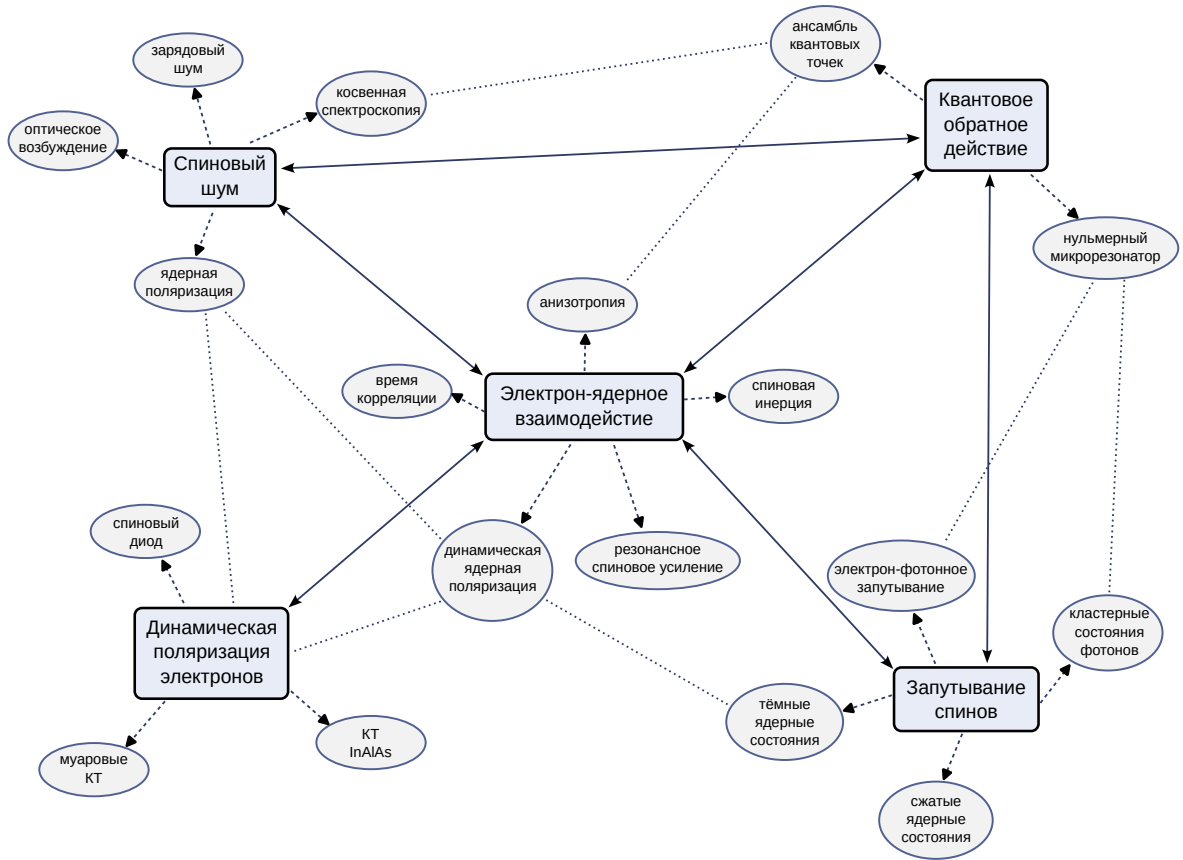 ансамбль
квантовых
точек
зарядовый
шум
косвенная
спектроскопия
Квантовое
обратное
действие
оптическое
возбуждение
Спиновый
шум
нульмерный
микрорезонатор
ядерная
поляризация
анизотропия
время
корреляции
Электрон-ядерное
взаимодейстие
спиновая
инерция
спиновый
диод
динамическая
ядерная
поляризация
резонансное
спиновое усиление
электрон-фотонное
запутывание
кластерные
состояния
фотонов
Динамическая
поляризация
электронов
Запутывание
спинов
тёмные
ядерные
состояния
КТ
InAlAs
муаровые
КТ
сжатые
ядерные
состояния